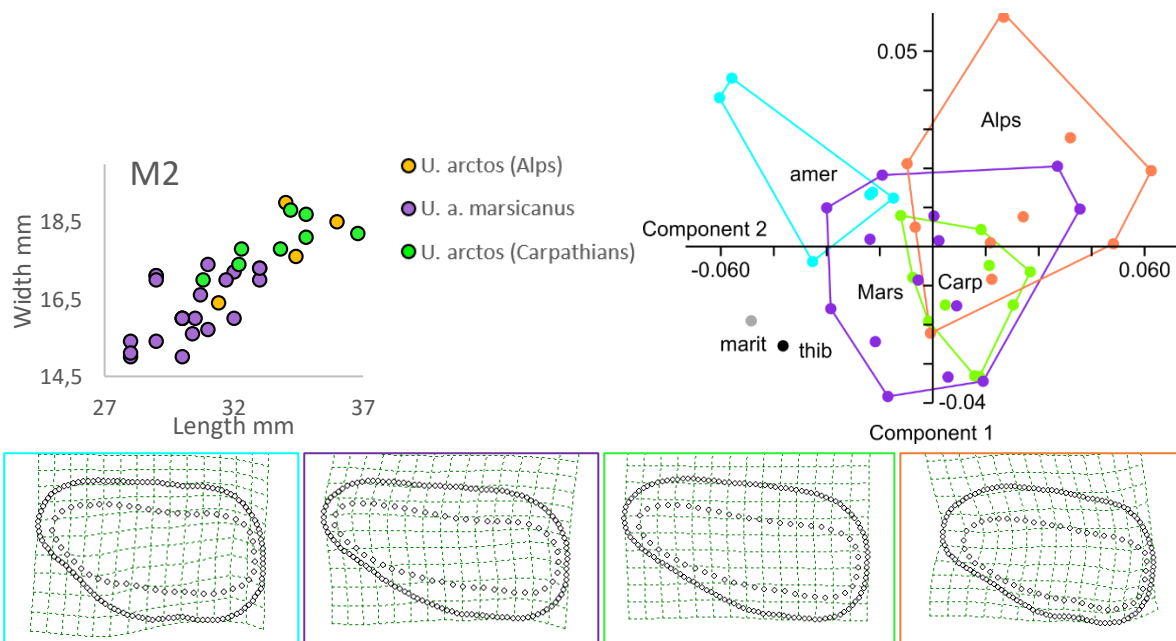 M2
Width mm
18,5
16,5
14,5
27
32
37
Length mm
U. arctos (Alps)
U. a. marsicanus
U. arctos (Carpathians)
0.05
Alps
amer
Component 2
-0.060
0.060
Mars
Carp
marit
thib
-0.04
Component 1